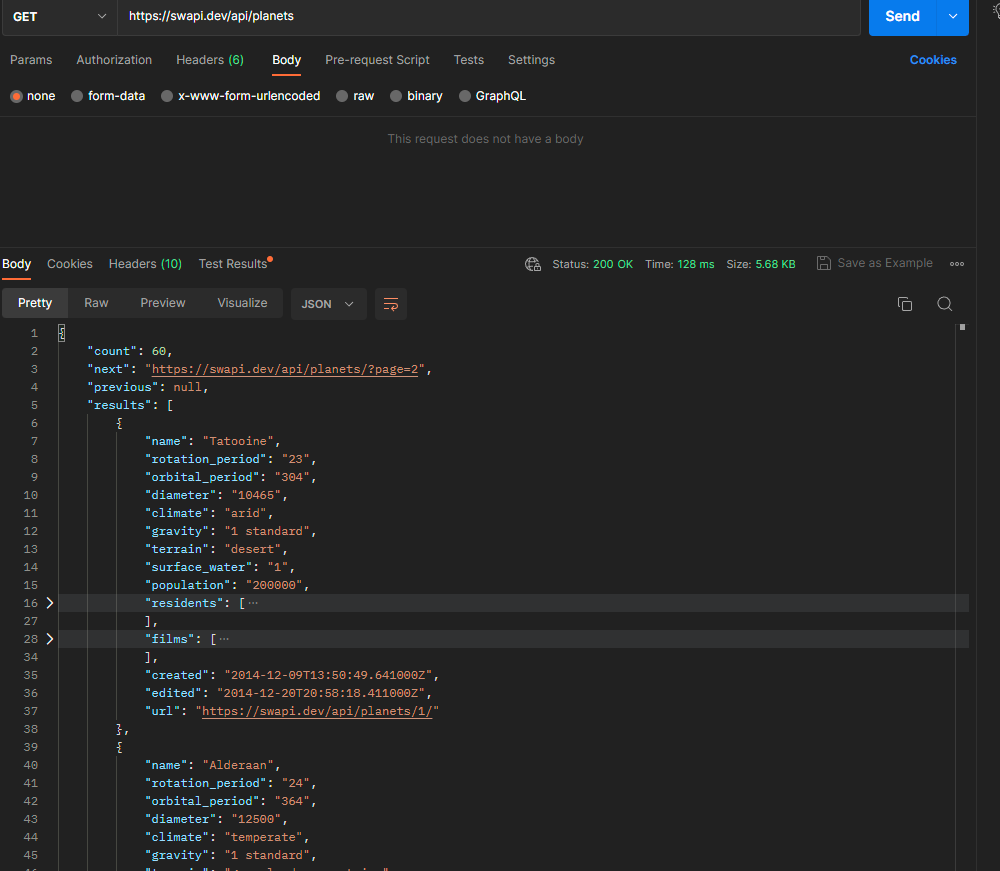 GET https://swapi.dev/api/planets Send
Params Authorization Headers (6) Body Pre-request Script Tests Settings Cookies
none form-data x-www-form-urlencoded raw binary GraphQL
This request does not have a body
Body Cookies Headers (10) Test Results Status: 200 OK Time: 128 ms Size: 5.68 KB Save as Example
Pretty Raw Preview Visualize JSON
1 {
2 "count": 60,
3 "next": "https://swapi.dev/api/planets/?page=2",
4 "previous": null,
5 "results": [
6 {
7 "name": "Tatooine",
8 "rotation_period": "23",
9 "orbital_period": "304",
10 "diameter": "10465",
11 "climate": "arid",
12 "gravity": "1 standard",
13 "terrain": "desert",
14 "surface_water": "1",
15 "population": "200000",
16 "residents": [ ···
27 ],
28 "films": [ ···
34 ],
35 "created": "2014-12-09T13:50:49.641000Z",
36 "edited": "2014-12-20T20:58:18.411000Z",
37 "url": "https://swapi.dev/api/planets/1/"
38 },
39 {
40 "name": "Alderaan",
41 "rotation_period": "24",
42 "orbital_period": "364",
43 "diameter": "12500",
44 "climate": "temperate",
45 "gravity": "1 standard",